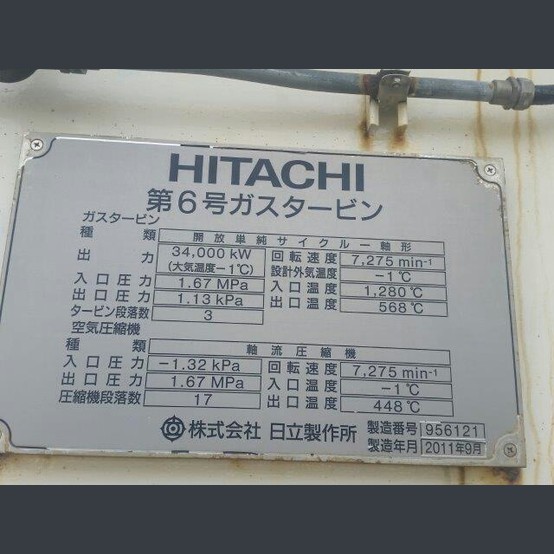 HITACHI
第6号ガスタービン
ガスタービン
種類 開放単純サイクル一軸形
出力 34,000 kW (大気温度-1℃) 回転速度 7,275 min-1
設計外気温度 -1℃
入口圧力 1.67 MPa 入口温度 1,280℃
出口圧力 1.13 kPa 出口温度 568℃
タービン段落数 3
空気圧縮機
種類 軸流圧縮機
入口圧力 -1.32 kPa 回転速度 7,275 min-1
出口圧力 1.67 MPa 入口温度 -1℃
圧縮機段落数 17 出口温度 448℃
株式会社 日立製作所 製造番号 956121
製造年月 2011年9月